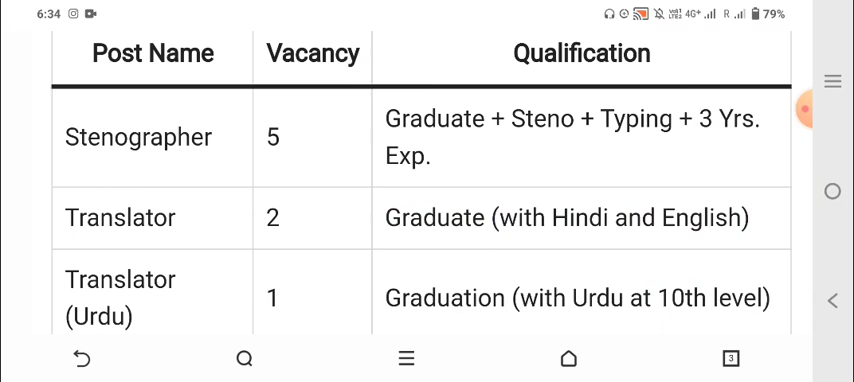 6:34 4G+ R 79%
Post Name Vacancy Qualification
Stenographer 5 Graduate + Steno + Typing + 3 Yrs.
Exp.
Translator 2 Graduate (with Hindi and English)
Translator
(Urdu) 1 Graduation (with Urdu at 10th level)
3